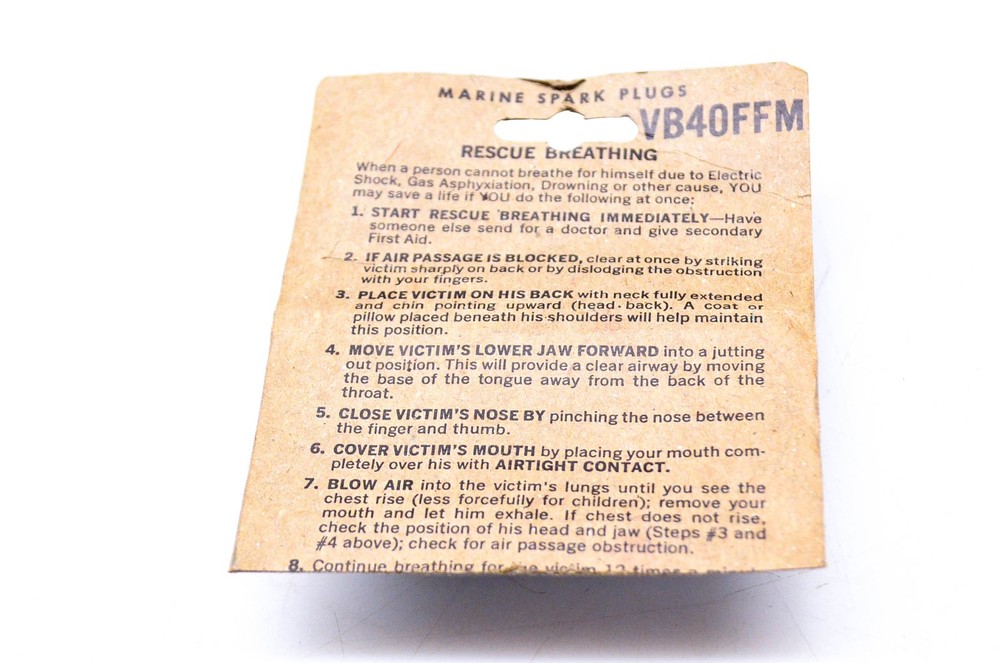 MARINE SPARK PLUGS
VB40FFM
RESCUE BREATHING
When a person cannot breathe for himself due to Electric
Shock, Gas Asphyxiation, Drowning or other cause, YOU
may save a life if YOU do the following at once:
1. START RESCUE BREATHING IMMEDIATELY—Have
someone else send for a doctor and give secondary
First Aid.
2. IF AIR PASSAGE IS BLOCKED, clear at once by striking
victim sharply on back or by dislodging the obstruction
with your fingers.
3. PLACE VICTIM ON HIS BACK with neck fully extended
and chin pointing upward (head-back). A coat or
pillow placed beneath his shoulders will help maintain
this position.
4. MOVE VICTIM'S LOWER JAW FORWARD into a jutting
out position. This will provide a clear airway by moving
the base of the tongue away from the back of the
throat.
5. CLOSE VICTIM'S NOSE BY pinching the nose between
the finger and thumb.
6. COVER VICTIM'S MOUTH by placing your mouth com-
pletely over his with AIRTIGHT CONTACT.
7. BLOW AIR into the victim's lungs until you see the
chest rise (less forcefully for children); remove your
mouth and let him exhale. If chest does not rise,
check the position of his head and jaw (Steps #3 and
#4 above); check for air passage obstruction.
8. Continue breathing for victim 12 times a